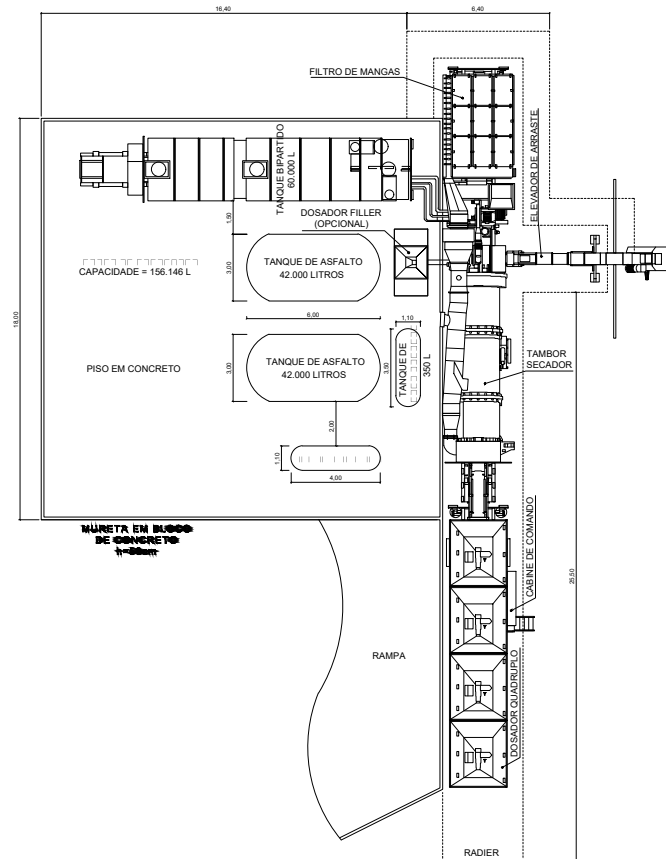 16,40
6,40
FILTRO DE MANGAS
ELEVADOR DE ARRASTE
TANQUE BIPARTIDO
60.000 L
18,00
1,50
DOSADOR FILLER
(OPCIONAL)
3,00
TANQUE DE ASFALTO
42.000 LITROS
CAPACIDADE = 156.146 L
6,00
1,10
3,00
TANQUE DE ASFALTO
42.000 LITROS
3,50
TANQUE DE
350 L
PISO EM CONCRETO
TAMBOR
SECADOR
2,00
1,10
4,00
MURETA EM BLOCO
DE CONCRETO
h=50cm
CABINE DE COMANDO
25,50
RAMPA
DOSADOR QUADRUPLO
RADIER